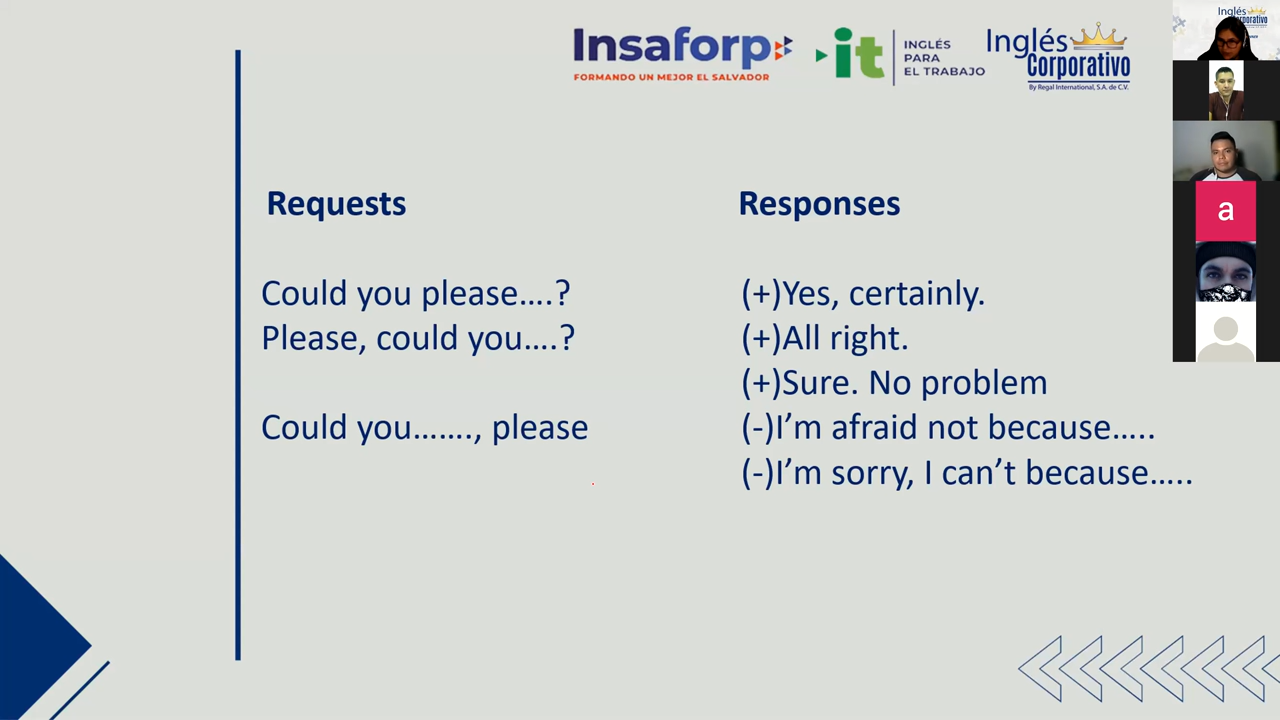 Insaforp
FORMANDO UN MEJOR EL SALVADOR
it
INGLÉS
PARA
EL TRABAJO
Inglés
Corporativo
By Regal International, S.A. de C.V.
Inglés
Corporativo
a
Requests
Could you please….?
Please, could you….?
Could you……., please
Responses
(+)Yes, certainly.
(+)All right.
(+)Sure. No problem
(-)I’m afraid not because…..
(-)I’m sorry, I can’t because…..